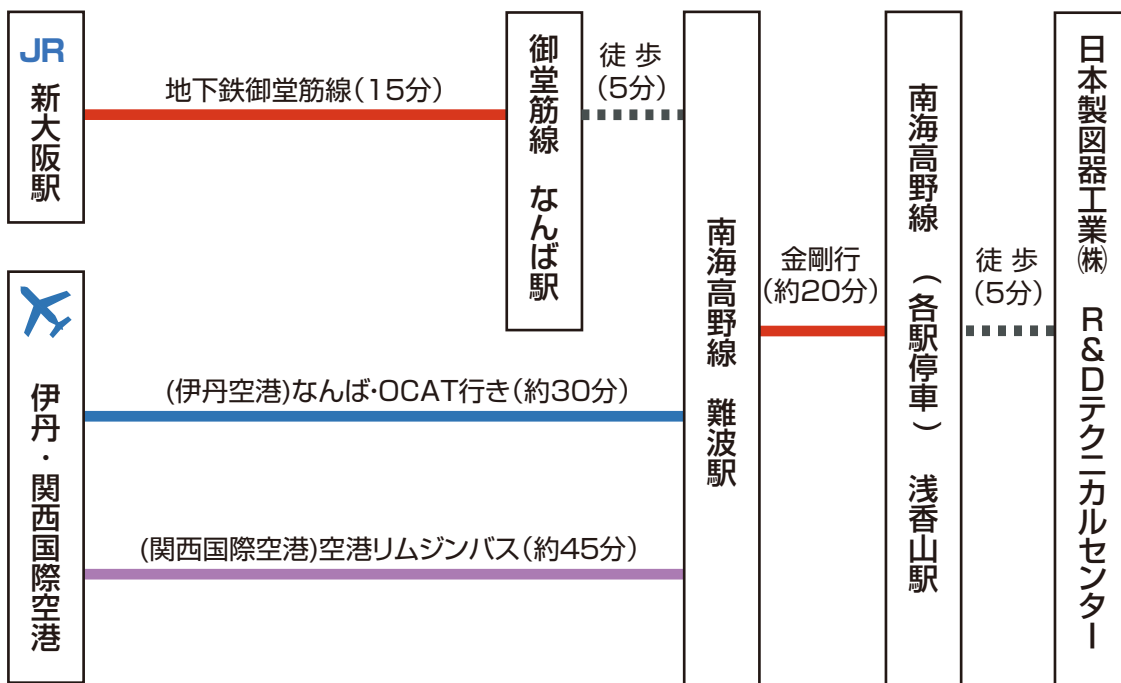 JR 新大阪駅
地下鉄御堂筋線(15分)
御堂筋線 なんば駅
徒歩
(5分)
伊丹・関西国際空港
(伊丹空港)なんば・OCAT行き(約30分)
(関西国際空港)空港リムジンバス(約45分)
南海高野線 難波駅
金剛行
(約20分)
南海高野線 (各駅停車) 浅香山駅
徒歩
(5分)
日本製図器工業㈱ R&Dテクニカルセンター